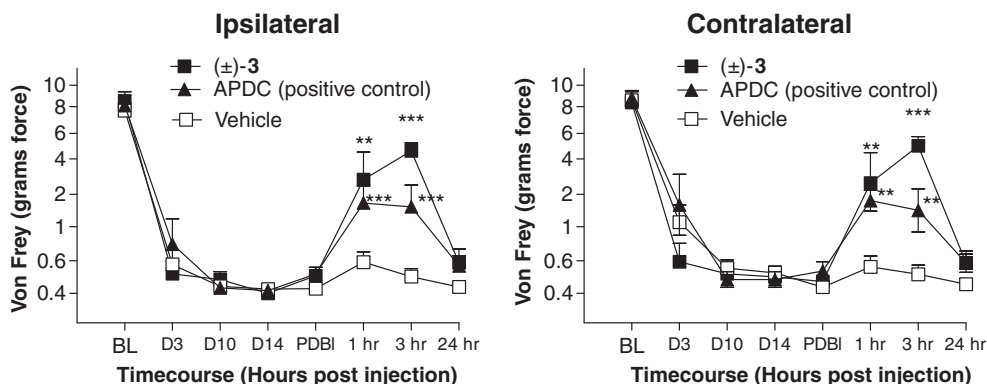 Ipsilateral
(±)-3
APDC (positive control)
Vehicle
Von Frey (grams force)
10
8
6
4
2
1
0.6
0.4
**
***
***
***
BL D3 D10 D14 PDBI 1 hr 3 hr 24 hr
Timecourse (Hours post injection)
Contralateral
(±)-3
APDC (positive control)
Vehicle
Von Frey (grams force)
10
8
6
4
2
1
0.6
0.4
**
***
**
**
BL D3 D10 D14 PDBI 1 hr 3 hr 24 hr
Timecourse (Hours post injection)